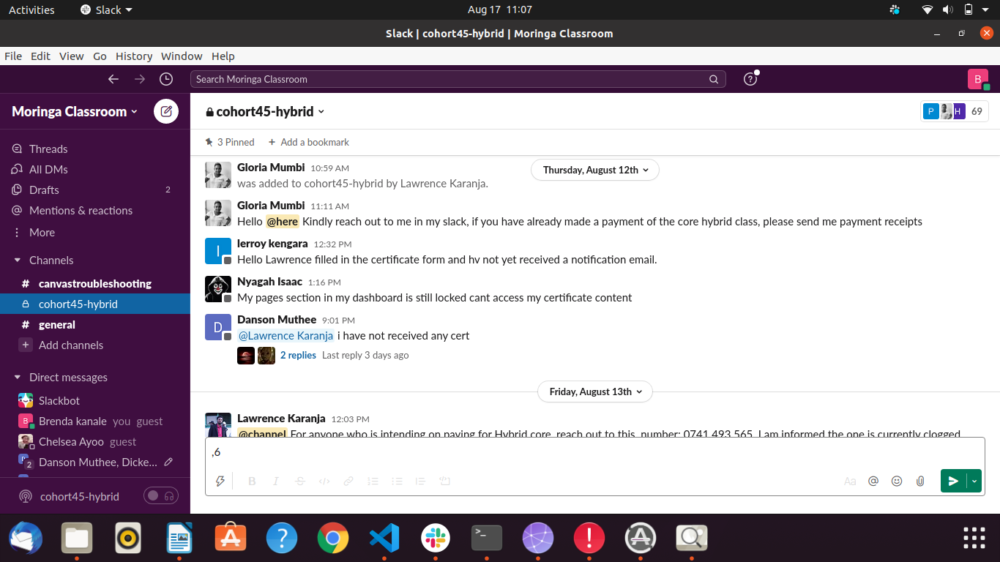 Activities Slack Aug 17 11:07
Slack | cohort45-hybrid | Moringa Classroom
File Edit View Go History Window Help
Search Moringa Classroom B
Moringa Classroom
Threads
All DMs
Drafts 2
Mentions & reactions
More
Channels
# canvastroubleshooting
cohort45-hybrid
# general
+ Add channels
Direct messages
Slackbot
B Brenda kanale you guest
Chelsea Ayoo guest
2 Danson Muthee, Dicke...
cohort45-hybrid
cohort45-hybrid P H 69
3 Pinned + Add a bookmark
Thursday, August 12th
Gloria Mumbi 10:59 AM
was added to cohort45-hybrid by Lawrence Karanja.
Gloria Mumbi 11:11 AM
Hello @here Kindly reach out to me in my slack, if you have already made a payment of the core hybrid class, please send me payment receipts
lerroy kengara 12:32 PM
Hello Lawrence filled in the certificate form and hv not yet received a notification email.
Nyagah Isaac 1:16 PM
My pages section in my dashboard is still locked cant access my certificate content
D Danson Muthee 9:01 PM
@Lawrence Karanja i have not received any cert
2 replies Last reply 3 days ago
Friday, August 13th
Lawrence Karanja 12:03 PM
@channel For anyone who is intending on paying for Hybrid core, reach out to this number: 0741 493 565. I am informed the one is currently clogged
,6
B I S Aa @